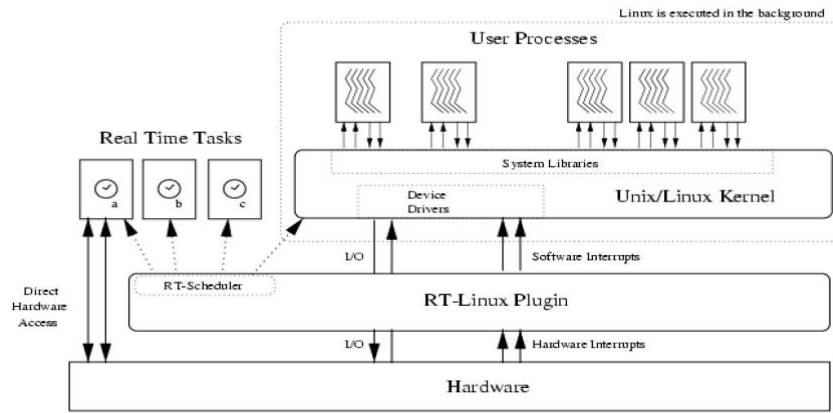 Linux is executed in the background
User Processes
Real Time Tasks
a
b
c
System Libraries
Device
Drivers
Unix/Linux Kernel
I/O
Software Interrupts
RT-Scheduler
Direct
Hardware
Access
RT-Linux Plugin
I/O
Hardware Interrupts
Hardware